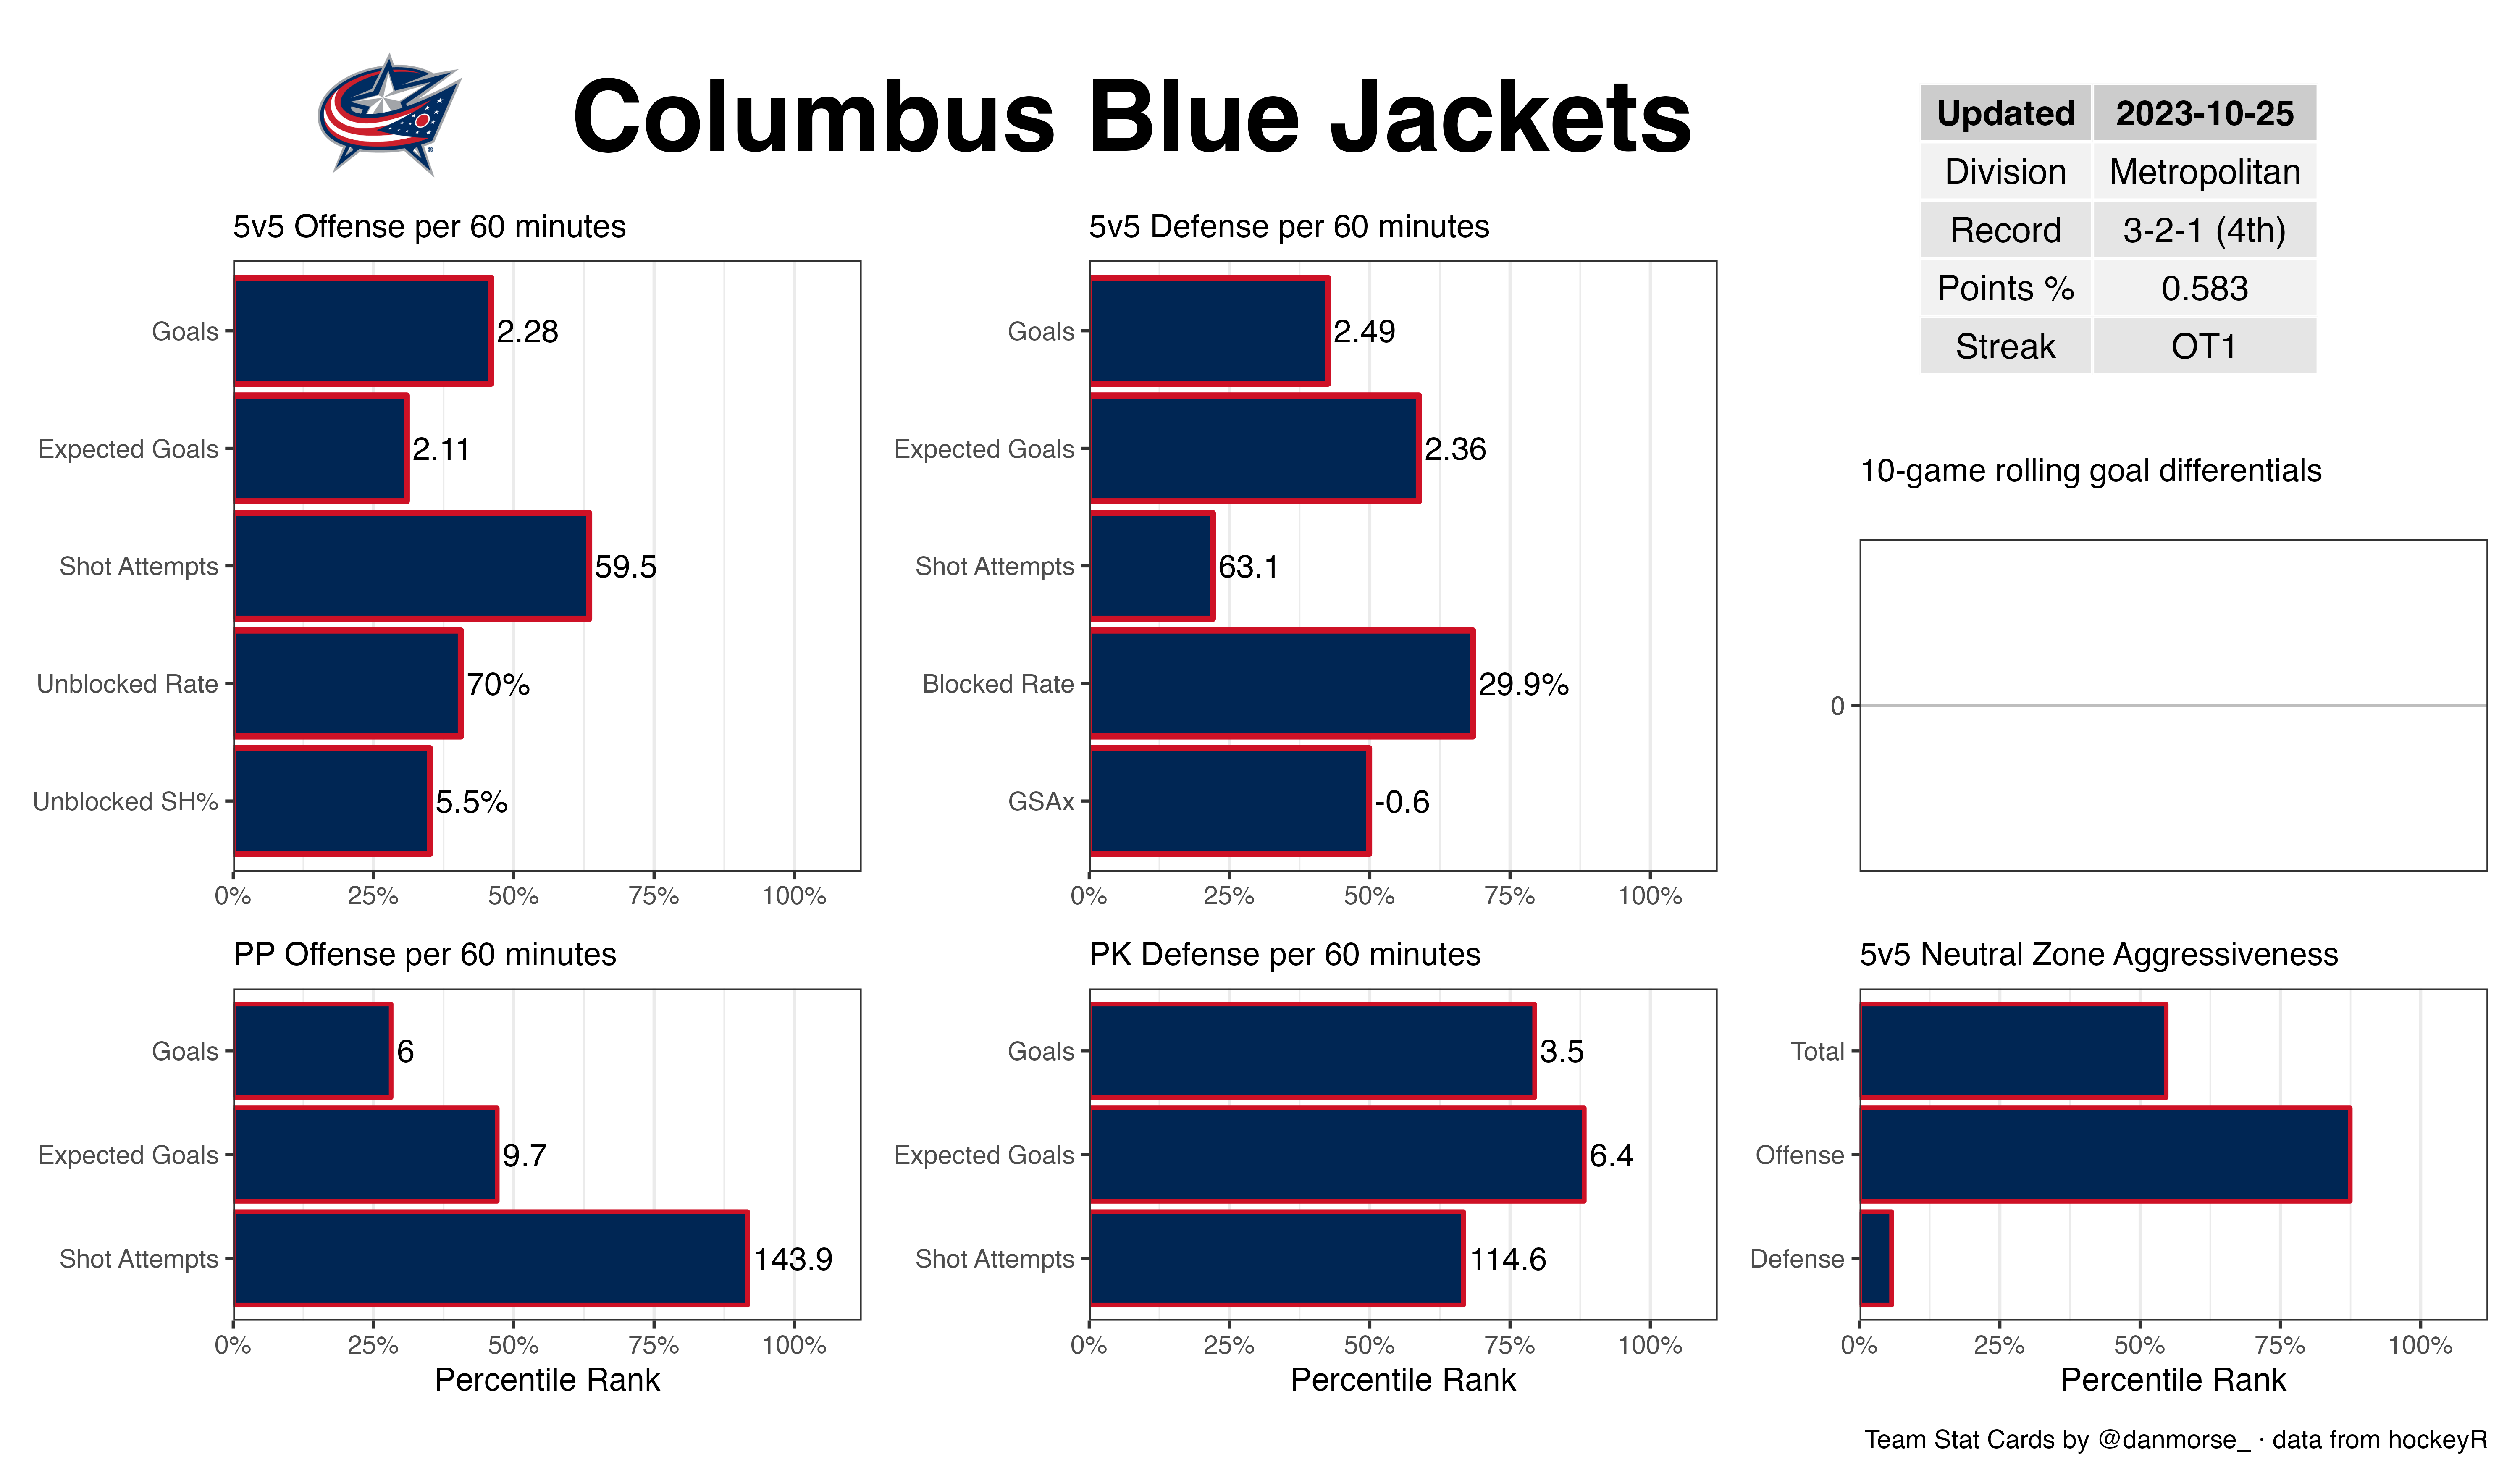 Columbus Blue Jackets
Updated 2023-10-25
Division Metropolitan
Record 3-2-1 (4th)
Points % 0.583
Streak OT1
5v5 Offense per 60 minutes
Goals 2.28
Expected Goals 2.11
Shot Attempts 59.5
Unblocked Rate 70%
Unblocked SH% 5.5%
0% 25% 50% 75% 100%
5v5 Defense per 60 minutes
Goals 2.49
Expected Goals 2.36
Shot Attempts 63.1
Blocked Rate 29.9%
GSAx -0.6
0% 25% 50% 75% 100%
10-game rolling goal differentials
0
PP Offense per 60 minutes
Goals 6
Expected Goals 9.7
Shot Attempts 143.9
0% 25% 50% 75% 100%
Percentile Rank
PK Defense per 60 minutes
Goals 3.5
Expected Goals 6.4
Shot Attempts 114.6
0% 25% 50% 75% 100%
Percentile Rank
5v5 Neutral Zone Aggressiveness
Total
Offense
Defense
0% 25% 50% 75% 100%
Percentile Rank
Team Stat Cards by @danmorse_ · data from hockeyR